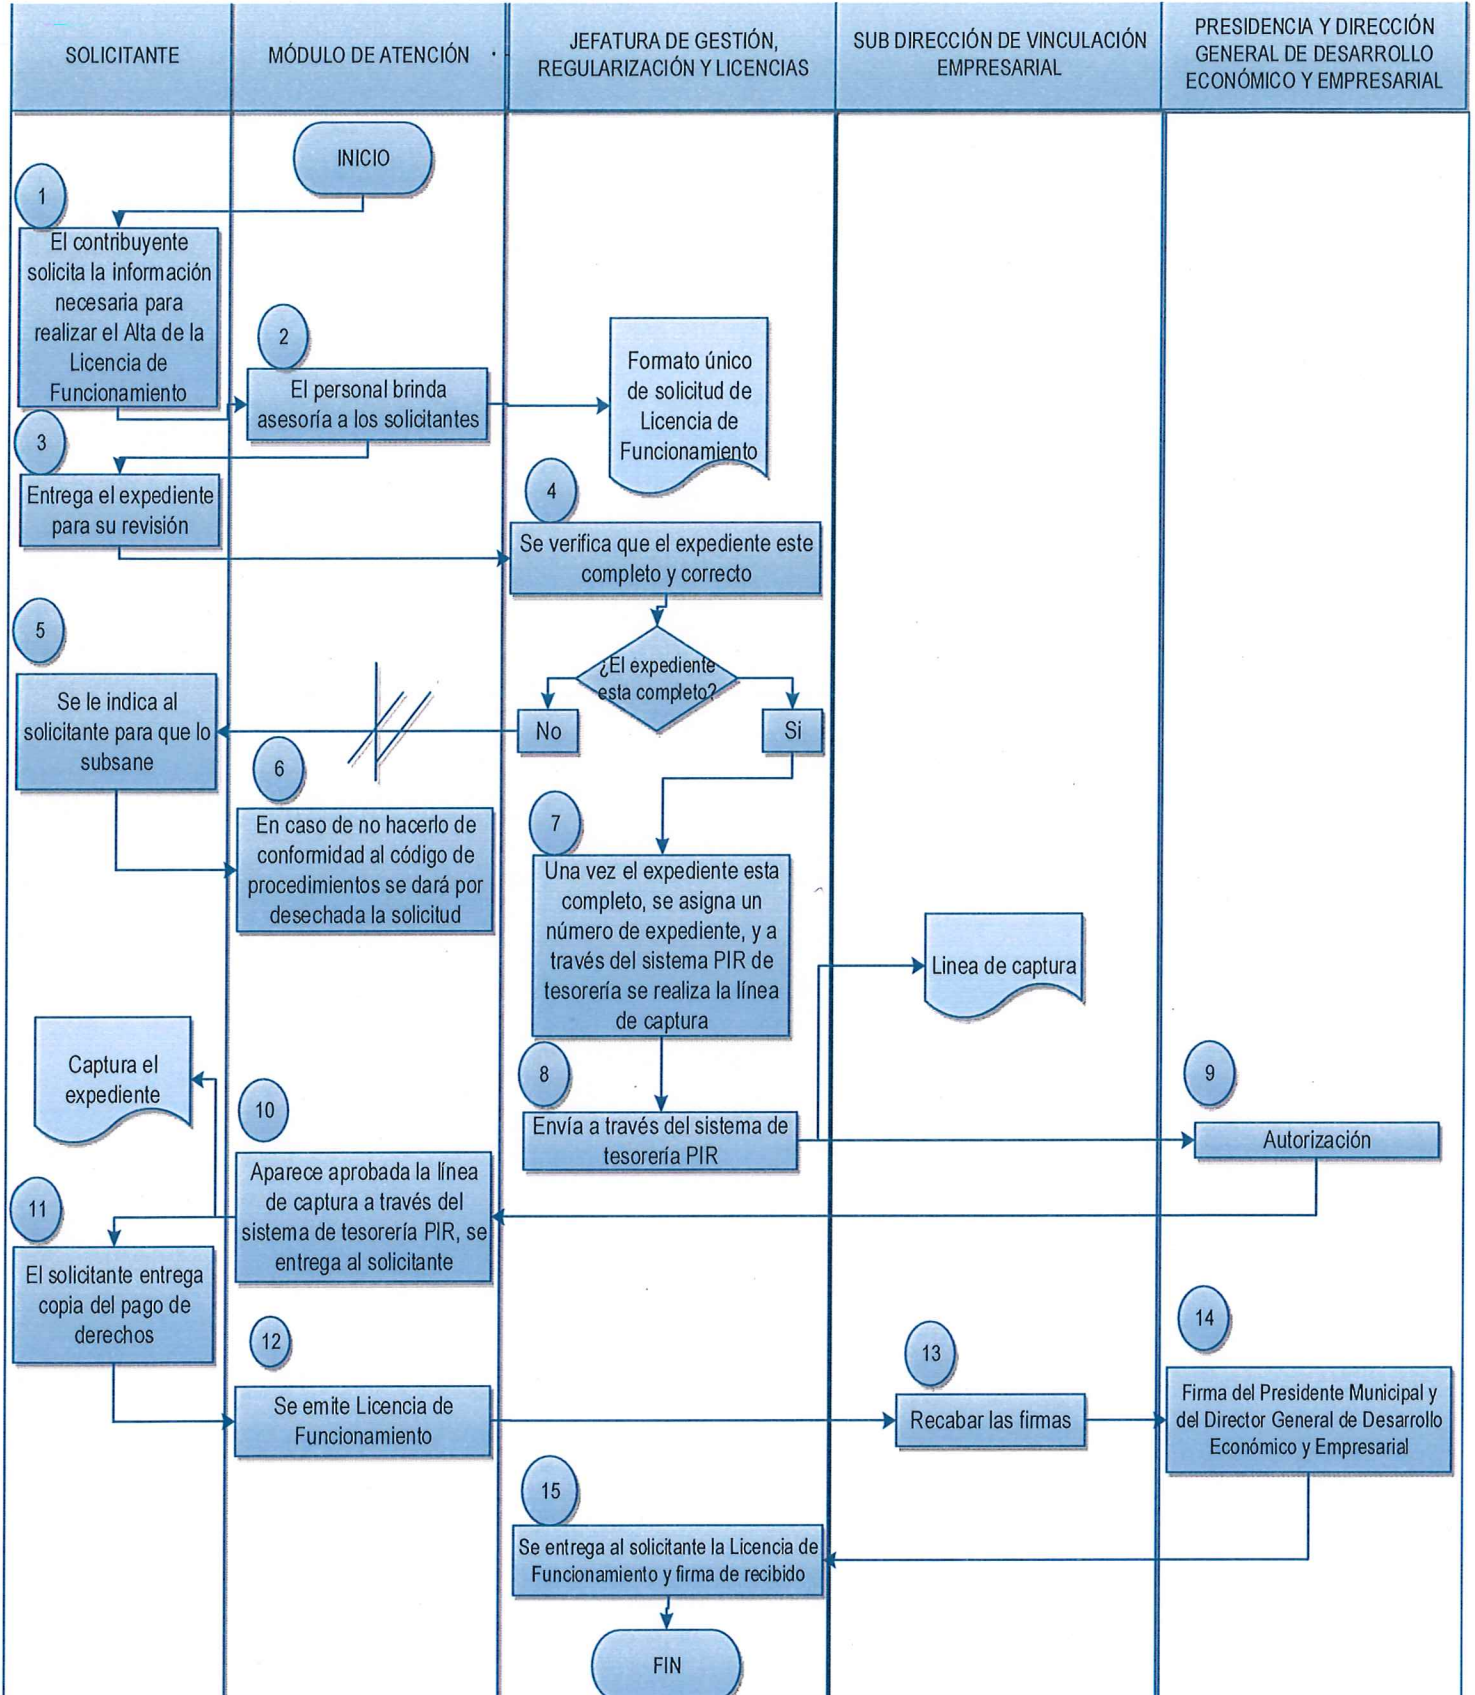 SOLICITANTE
MÓDULO DE ATENCIÓN
JEFATURA DE GESTIÓN,
REGULARIZACIÓN Y LICENCIAS
SUB DIRECCIÓN DE VINCULACIÓN
EMPRESARIAL
PRESIDENCIA Y DIRECCIÓN
GENERAL DE DESARROLLO
ECONÓMICO Y EMPRESARIAL
INICIO
1
El contribuyente
solicita la información
necesaria para
realizar el Alta de la
Licencia de
Funcionamiento
2
El personal brinda
asesoría a los solicitantes
Formato único
de solicitud de
Licencia de
Funcionamiento
3
Entrega el expediente
para su revisión
4
Se verifica que el expediente este
completo y correcto
¿El expediente
esta completo?
No
Si
5
Se le indica al
solicitante para que lo
subsane
6
En caso de no hacerlo de
conformidad al código de
procedimientos se dará por
desechada la solicitud
7
Una vez el expediente esta
completo, se asigna un
número de expediente, y a
través del sistema PIR de
tesorería se realiza la línea
de captura
Linea de captura
8
Envía a través del sistema de
tesorería PIR
9
Autorización
Captura el
expediente
10
Aparece aprobada la línea
de captura a través del
sistema de tesorería PIR, se
entrega al solicitante
11
El solicitante entrega
copia del pago de
derechos
12
Se emite Licencia de
Funcionamiento
13
Recabar las firmas
14
Firma del Presidente Municipal y
del Director General de Desarrollo
Económico y Empresarial
15
Se entrega al solicitante la Licencia de
Funcionamiento y firma de recibido
FIN